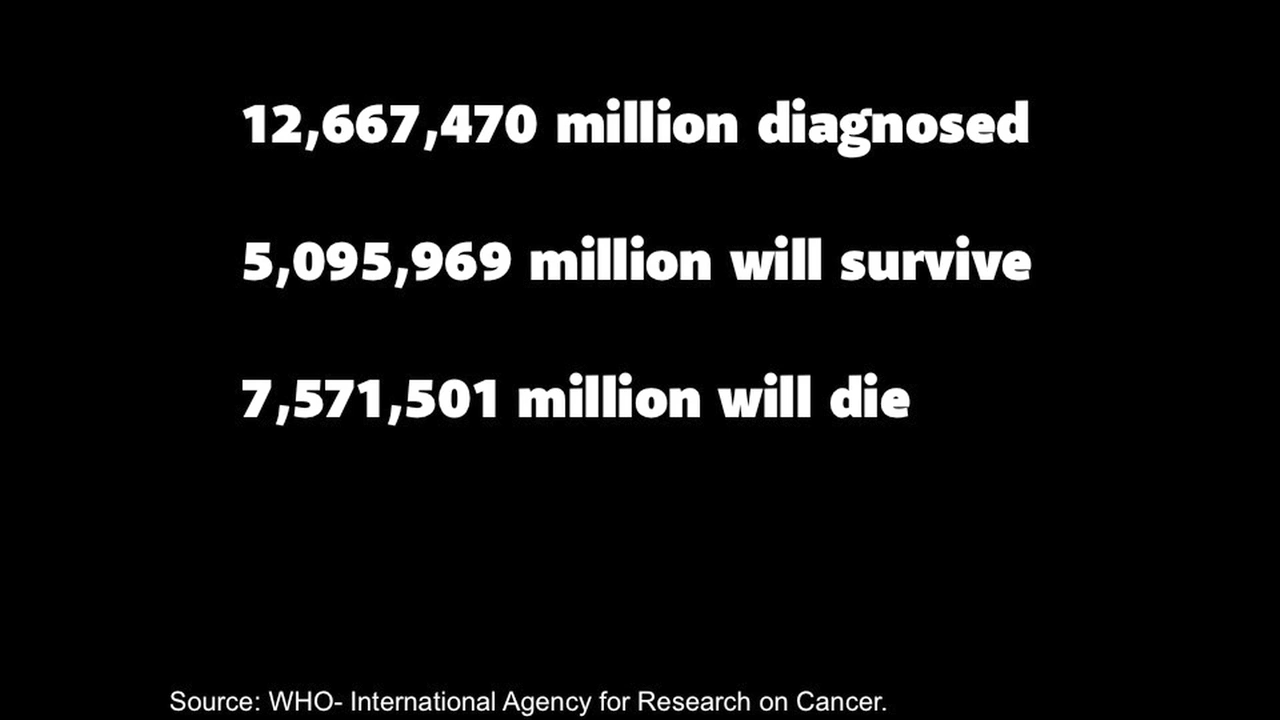 12,667,470 million diagnosed
5,095,969 million will survive
7,571,501 million will die
Source: WHO- International Agency for Research on Cancer.